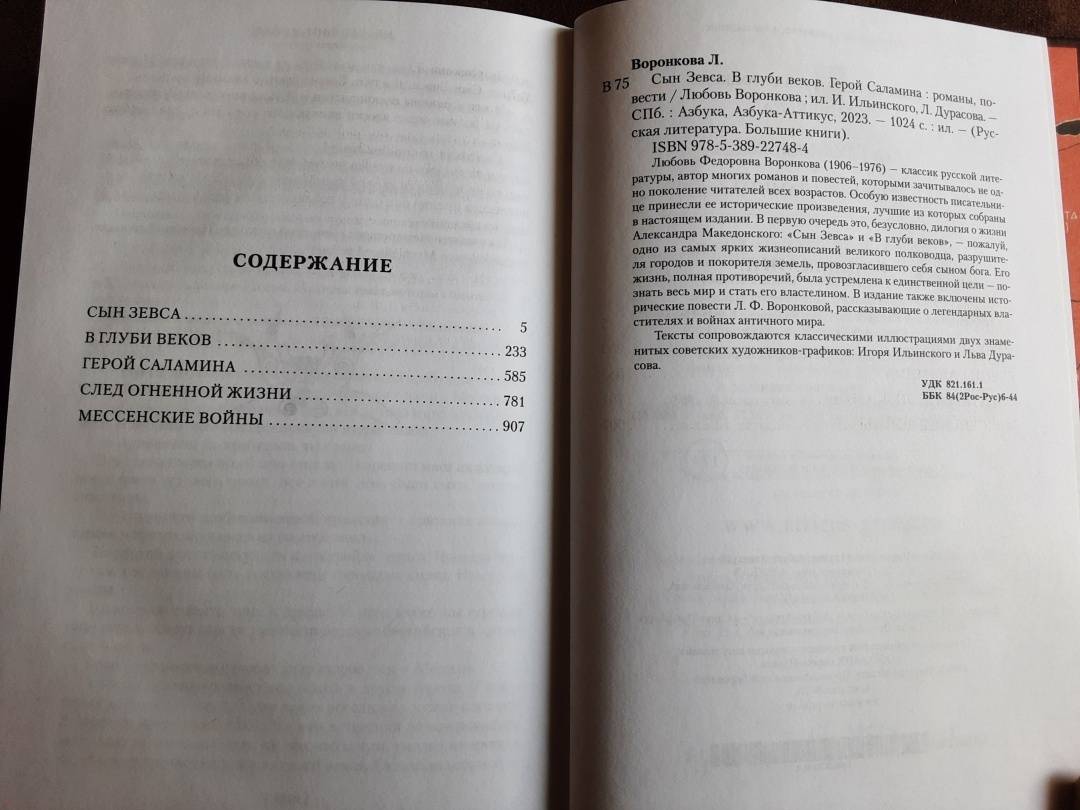 СОДЕРЖАНИЕ
СЫН ЗЕВСА 5
В ГЛУБИ ВЕКОВ 233
ГЕРОЙ САЛАМИНА 585
СЛЕД ОГНЕННОЙ ЖИЗНИ 781
МЕССЕНСКИЕ ВОЙНЫ 907
Воронкова Л.
В 75 Сын Зевса. В глуби веков. Герой Саламина : романы, по-
вести / Любовь Воронкова ; ил. И. Ильинского, Л. Дурасова. —
СПб. : Азбука, Азбука-Аттикус, 2023. — 1024 с. : ил. — (Рус-
ская литература. Большие книги).
ISBN 978-5-389-22748-4
Любовь Федоровна Воронкова (1906–1976) — классик русской лите-
ратуры, автор многих романов и повестей, которыми зачитывалось не од-
но поколение читателей всех возрастов. Особую известность писательни-
це принесли ее исторические произведения, лучшие из которых собраны
в настоящем издании. В первую очередь это, безусловно, дилогия о жизни
Александра Македонского: «Сын Зевса» и «В глуби веков», — пожалуй,
одно из самых ярких жизнеописаний великого полководца, разрушите-
ля городов и покорителя земель, провозгласившего себя сыном бога. Его
жизнь, полная противоречий, была устремлена к единственной цели — по-
знать весь мир и стать его властелином. В издание также включены исто-
рические повести Л. Ф. Воронковой, рассказывающие о легендарных вла-
стителях и войнах античного мира.
Тексты сопровождаются классическими иллюстрациями двух знаме-
нитых советских художников-графиков: Игоря Ильинского и Льва Дура-
сова.
УДК 821.161.1
ББК 84(2Рос-Рус)6-44